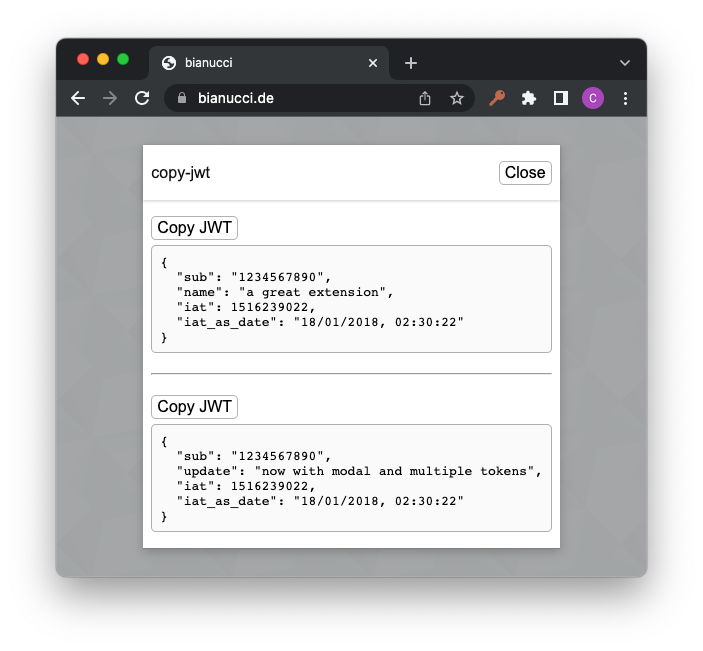 bianucci
bianucci.de
C
copy-jwt
Close
Copy JWT
{
  "sub": "1234567890",
  "name": "a great extension",
  "iat": 1516239022,
  "iat_as_date": "18/01/2018, 02:30:22"
}
Copy JWT
{
  "sub": "1234567890",
  "update": "now with modal and multiple tokens",
  "iat": 1516239022,
  "iat_as_date": "18/01/2018, 02:30:22"
}